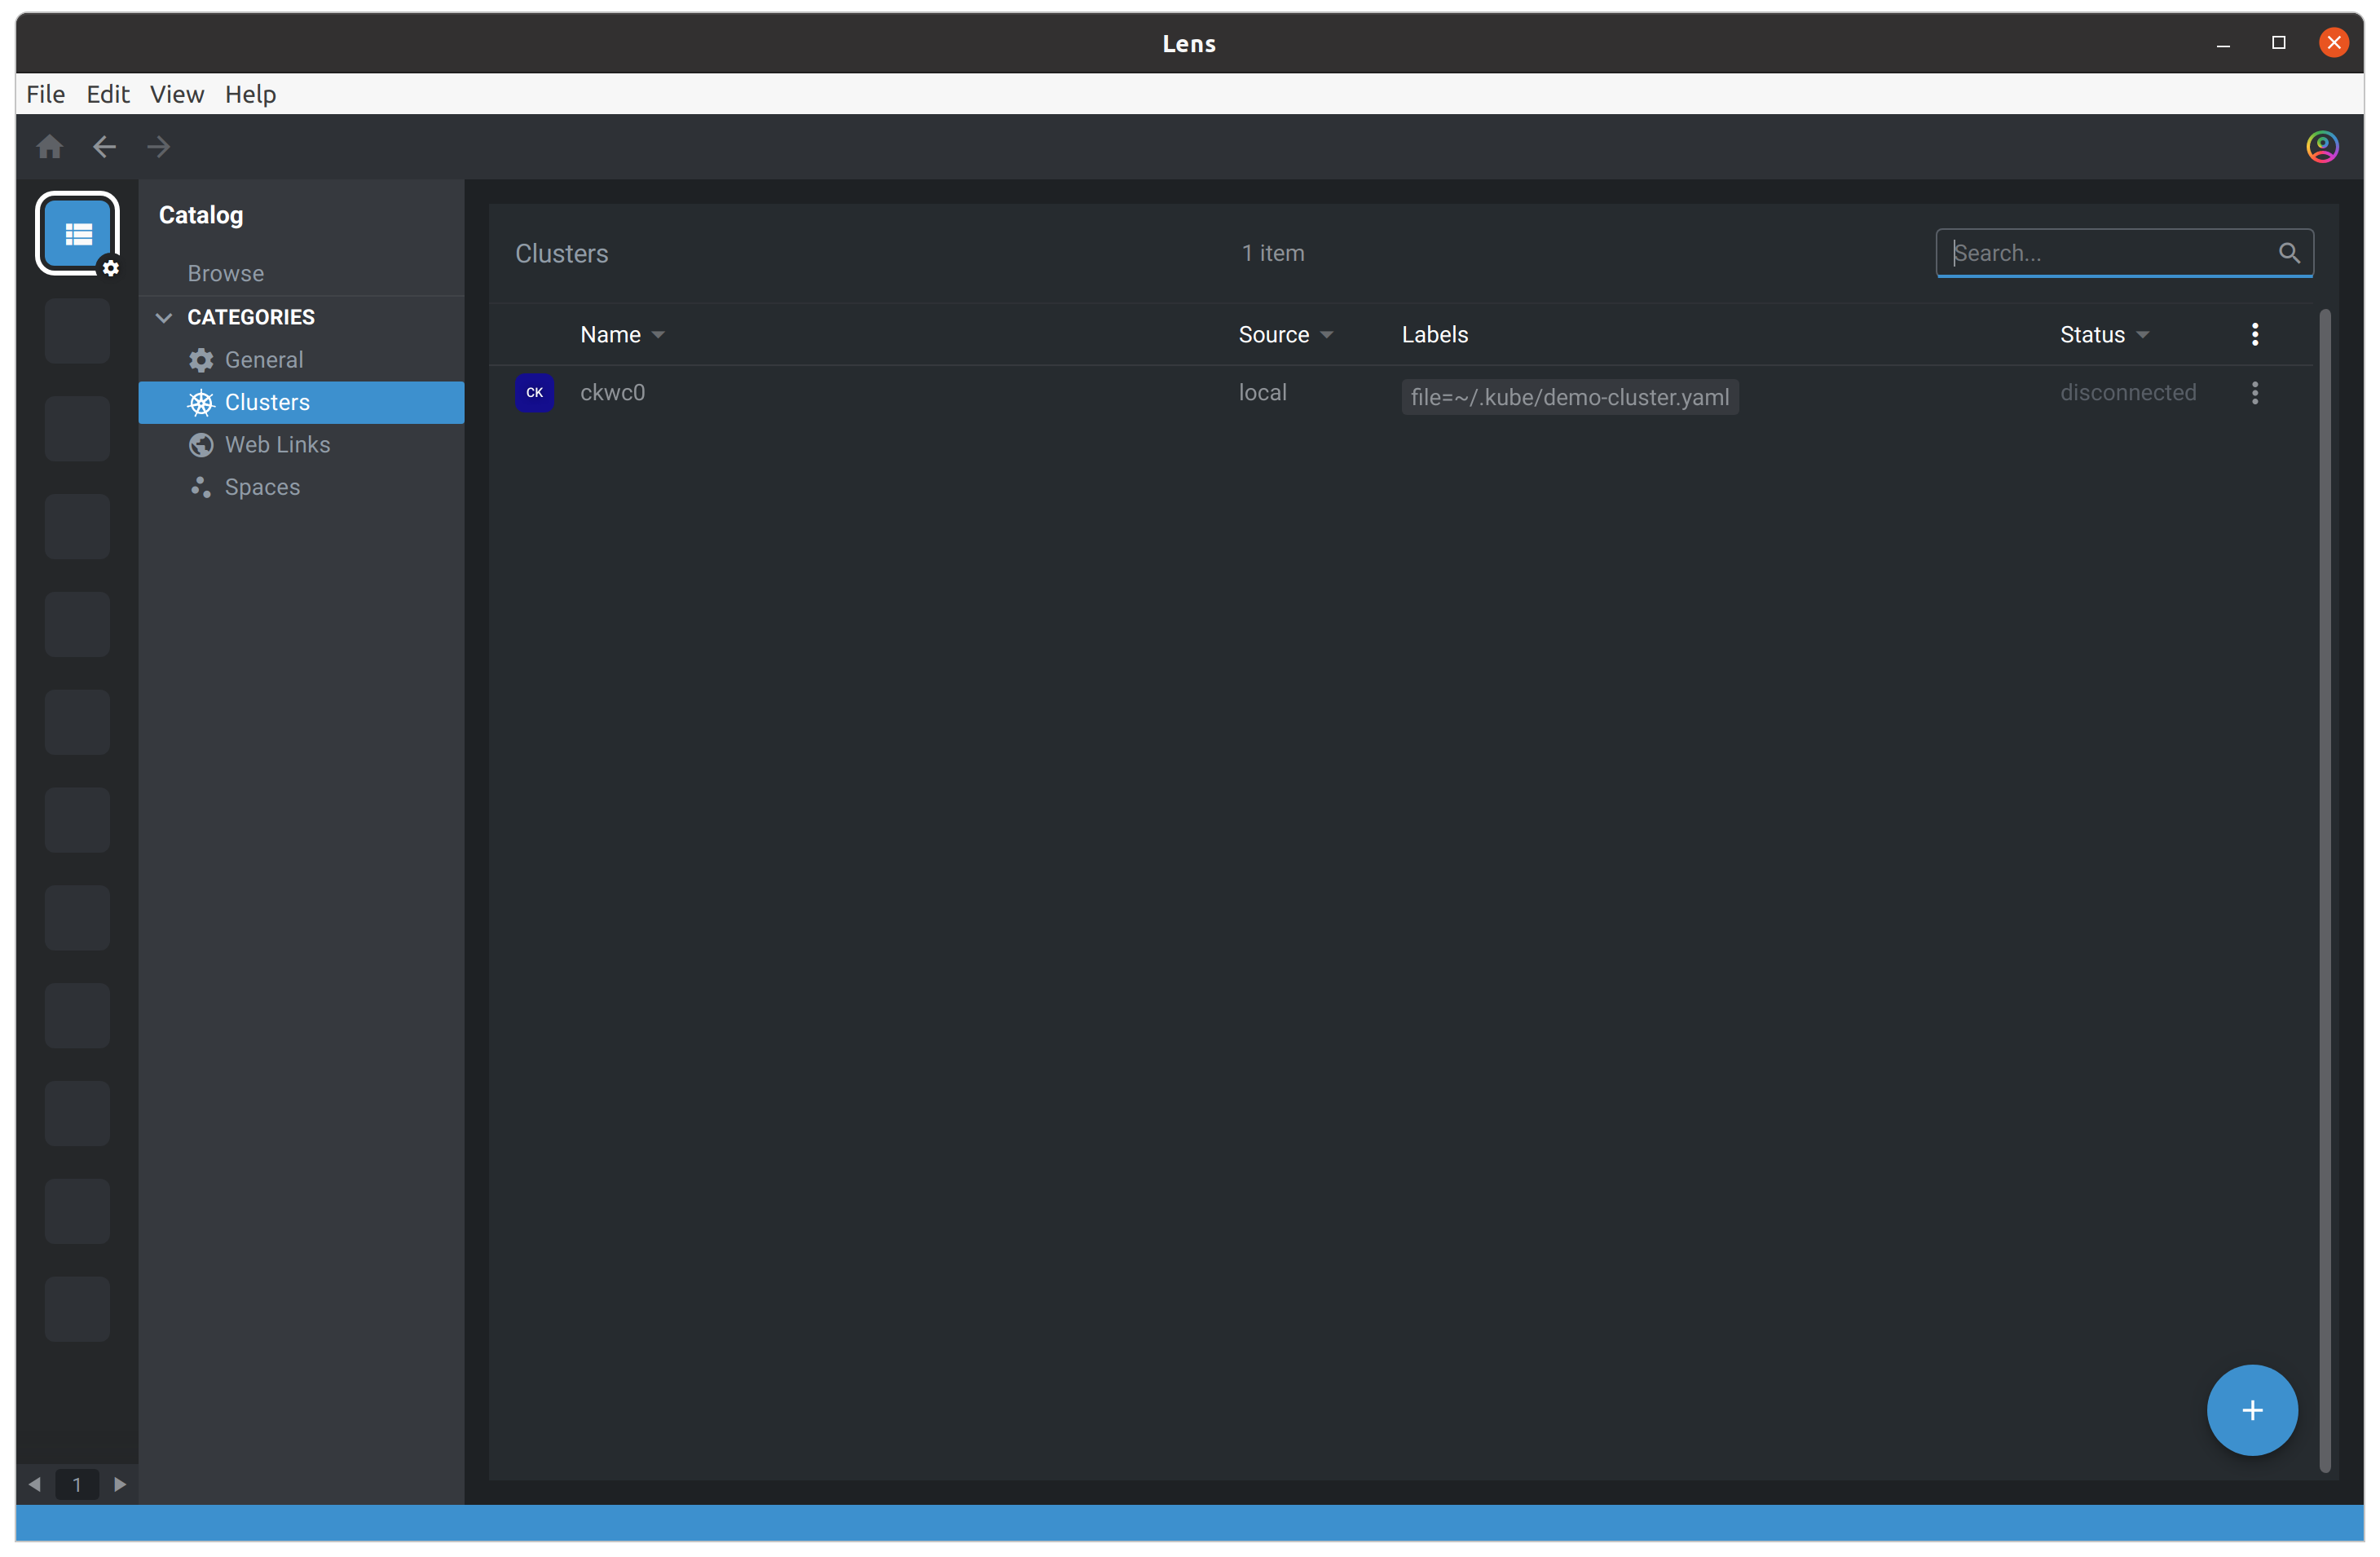 Lens
File Edit View Help
Catalog
Browse
CATEGORIES
General
Clusters
Web Links
Spaces
Clusters 1 item Search...
Name Source Labels Status
CK ckwc0 local file=~/.kube/demo-cluster.yaml disconnected
1